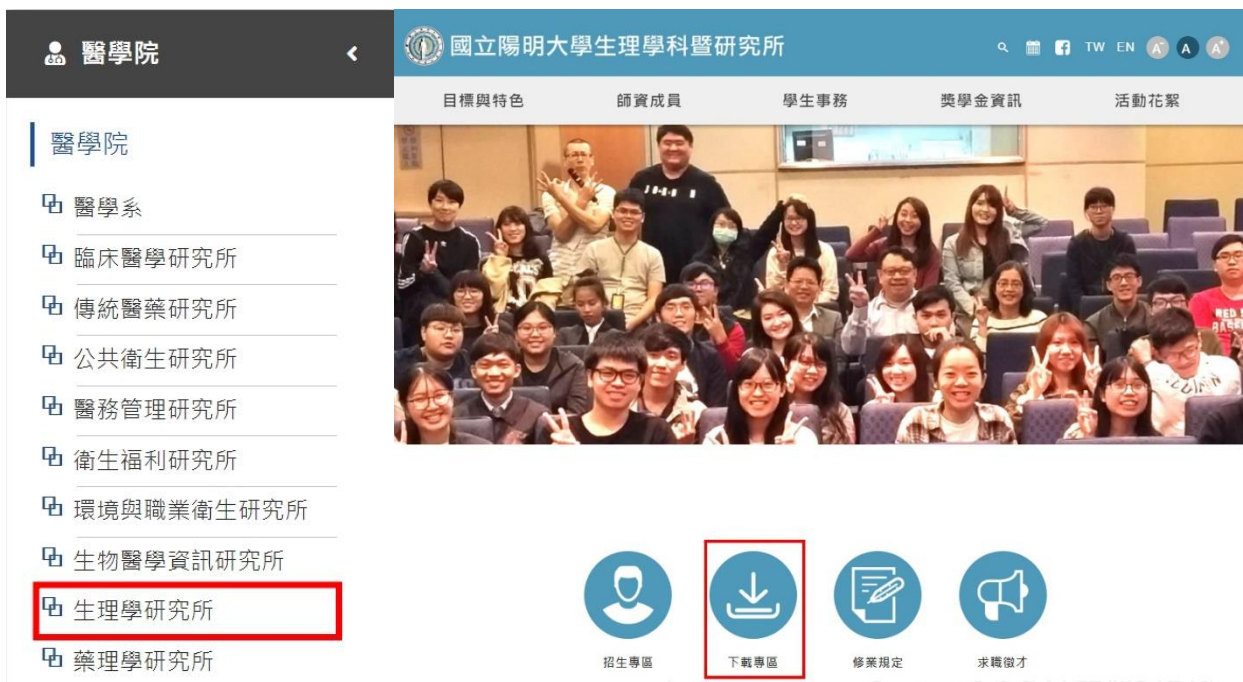 醫學院
醫學院
醫學系
臨床醫學研究所
傳統醫藥研究所
公共衛生研究所
醫務管理研究所
衛生福利研究所
環境與職業衛生研究所
生物醫學資訊研究所
生理學研究所
藥理學研究所
國立陽明大學生理學科暨研究所
TW EN A- A A+
目標與特色 師資成員 學生事務 獎學金資訊 活動花絮
招生專區 下載專區 修業規定 求職徵才